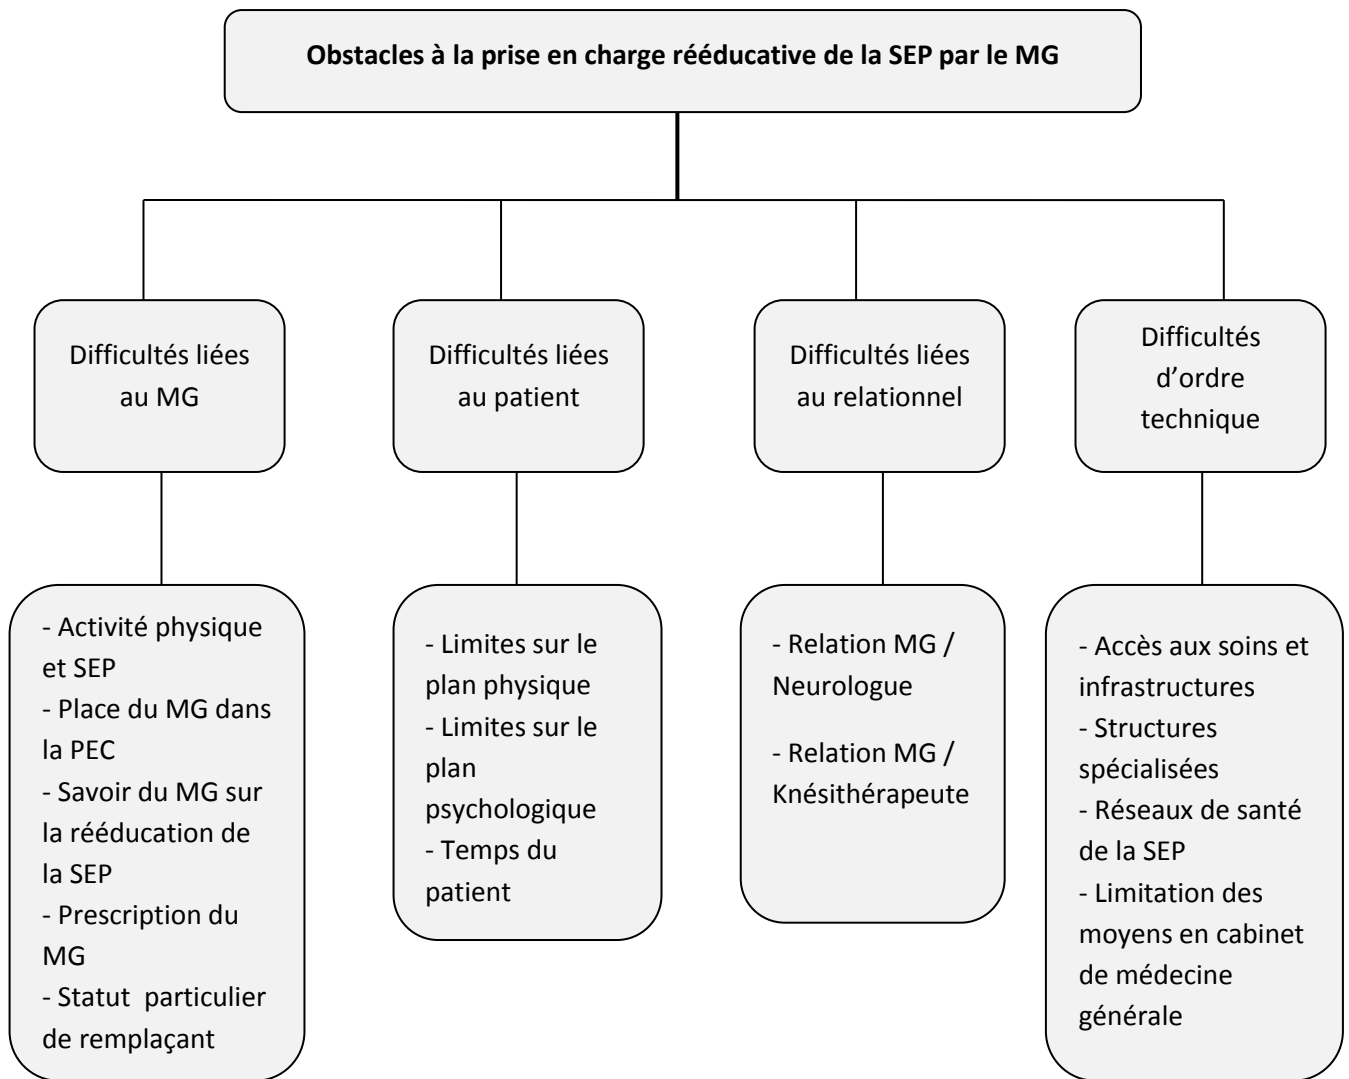 Obstacles à la prise en charge rééducative de la SEP par le MG
Difficultés liées
au MG
Difficultés liées
au patient
Difficultés liées
au relationnel
Difficultés
d’ordre
technique
- Activité physique
et SEP
- Place du MG dans
la PEC
- Savoir du MG sur
la rééducation de
la SEP
- Prescription du
MG
- Statut  particulier
de remplaçant
- Limites sur le
plan physique
- Limites sur le
plan
psychologique
- Temps du
patient
- Relation MG /
Neurologue
- Relation MG /
Knésithérapeute
- Accès aux soins et
infrastructures
- Structures
spécialisées
- Réseaux de santé
de la SEP
- Limitation des
moyens en cabinet
de médecine
générale